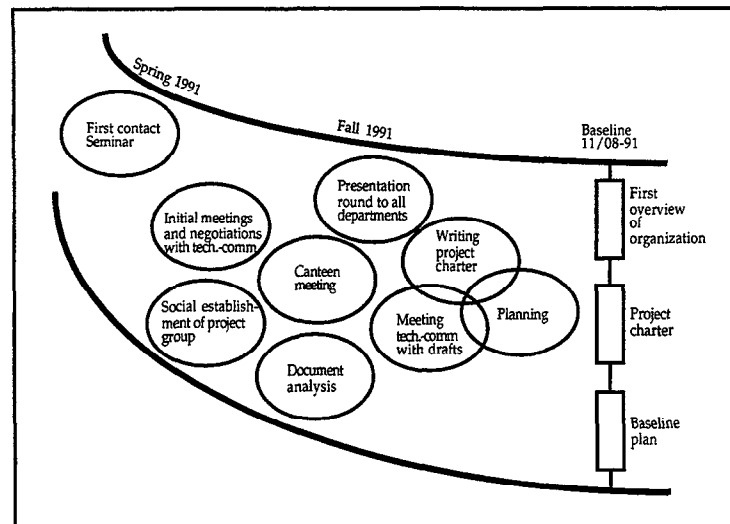 Spring 1991
Fall 1991
Baseline
11/08-91
First contact
Seminar
Presentation
round to all
departments
First
overview
of
organization
Initial meetings
and negotiations
with tech.-comm.
Writing
project
charter
Canteen
meeting
Social establish-
ment of project
group
Meeting
tech.-comm
with drafts
Planning
Project
charter
Document
analysis
Baseline
plan